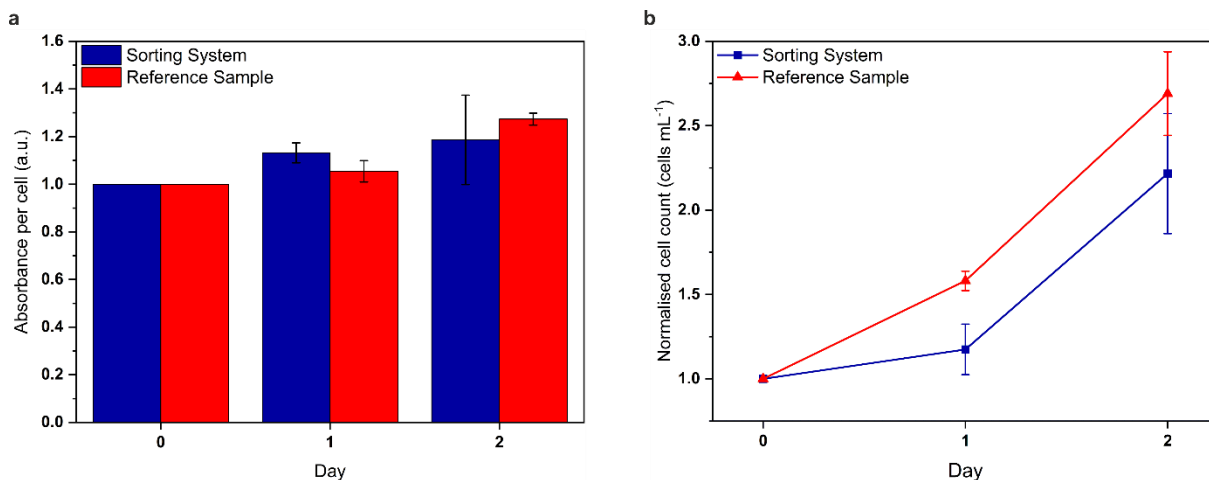 a
1.6
1.4
1.2
1.0
0.8
0.6
0.4
0.2
0.0
Absorbance per cell (a.u.)
Sorting System
Reference Sample
0
1
2
Day
b
3.0
2.5
2.0
1.5
1.0
Normalised cell count (cells mL⁻¹)
Sorting System
Reference Sample
0
1
2
Day